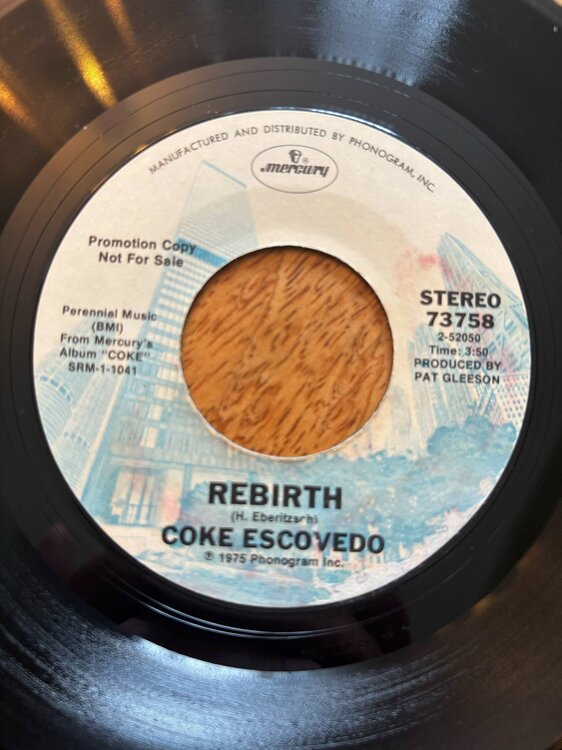 MANUFACTURED AND DISTRIBUTED BY PHONOGRAM, INC.
mercury®
Promotion Copy
Not For Sale
Perennial Music
(BMI)
From Mercury's
Album "COKE"
SRM-1-1041
STEREO
73758
2-52050
Time: 3:50
PRODUCED BY
PAT GLEESON
REBIRTH
(H. Eberitzsch)
COKE ESCOVEDO
℗ 1975 Phonogram Inc.